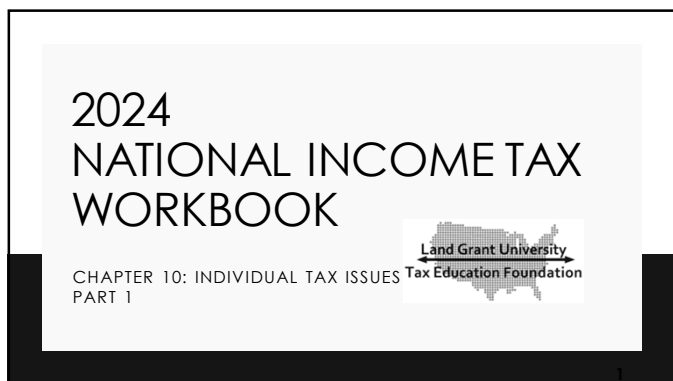 2024
NATIONAL INCOME TAX
WORKBOOK
Land Grant University
Tax Education Foundation
CHAPTER 10: INDIVIDUAL TAX ISSUES
PART 1
1